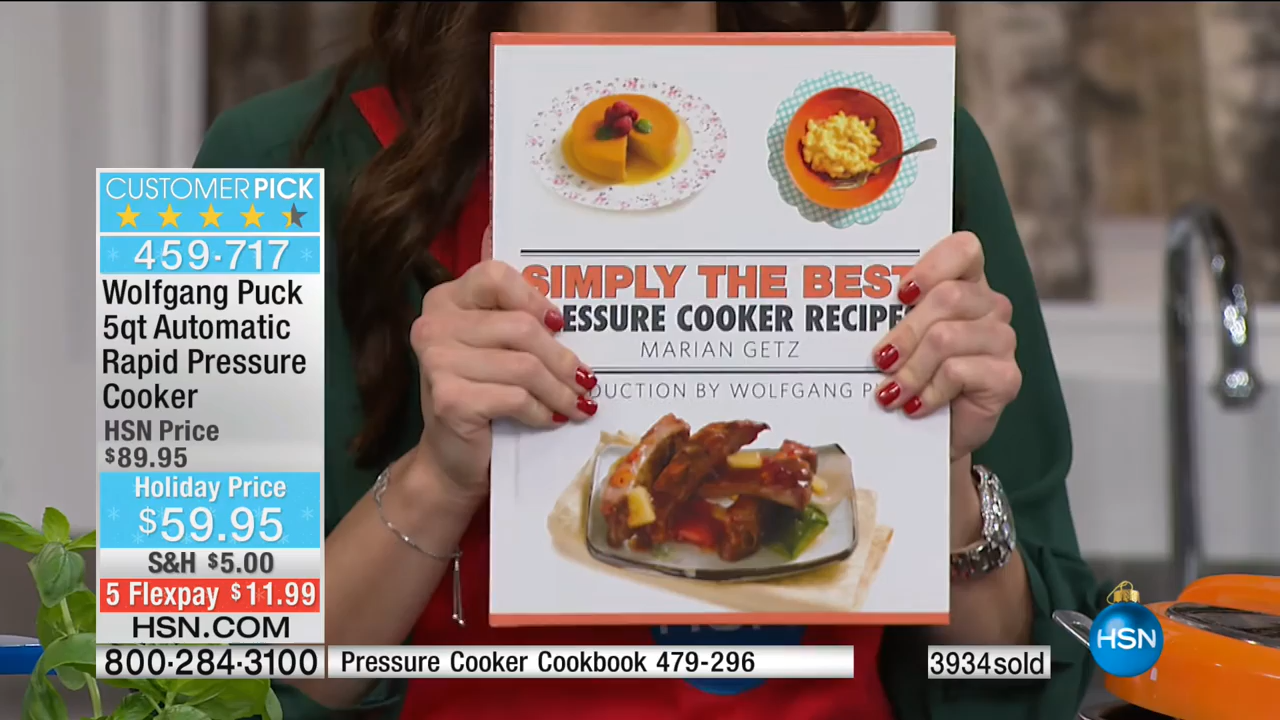 SIMPLY THE BEST
ESSURE COOKER RECIPE
MARIAN GETZ
DUCTION BY WOLFGANG P
CUSTOMER PICK
459·717
Wolfgang Puck
5qt Automatic
Rapid Pressure
Cooker
HSN Price
$89.95
Holiday Price
$59.95
S&H $5.00
5 Flexpay $11.99
HSN.COM
800·284·3100
Pressure Cooker Cookbook 479-296
3934sold
HSN